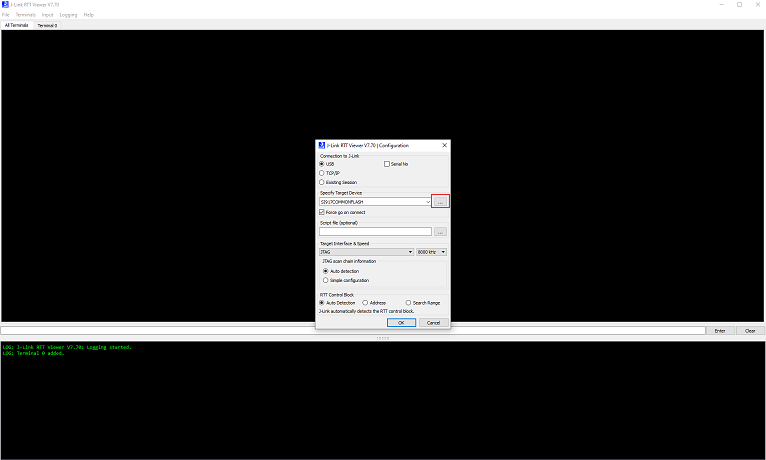 J-Link RTT Viewer V7.70
File Terminals Input Logging Help
All Terminals Terminal 0
J-Link RTT Viewer V7.70 | Configuration
Connection to J-Link
USB Serial No
TCP/IP
Existing Session
Specify Target Device
SI917COMMONFLASH ...
Force go on connect
Script file (optional)
...
Target Interface & Speed
JTAG 8000 kHz
JTAG scan chain information
Auto detection
Simple configuration
RTT Control Block
Auto Detection Address Search Range
J-Link automatically detects the RTT control block.
OK Cancel
Enter Clear
LOG: J-Link RTT Viewer V7.70: Logging started.
LOG: Terminal 0 added.